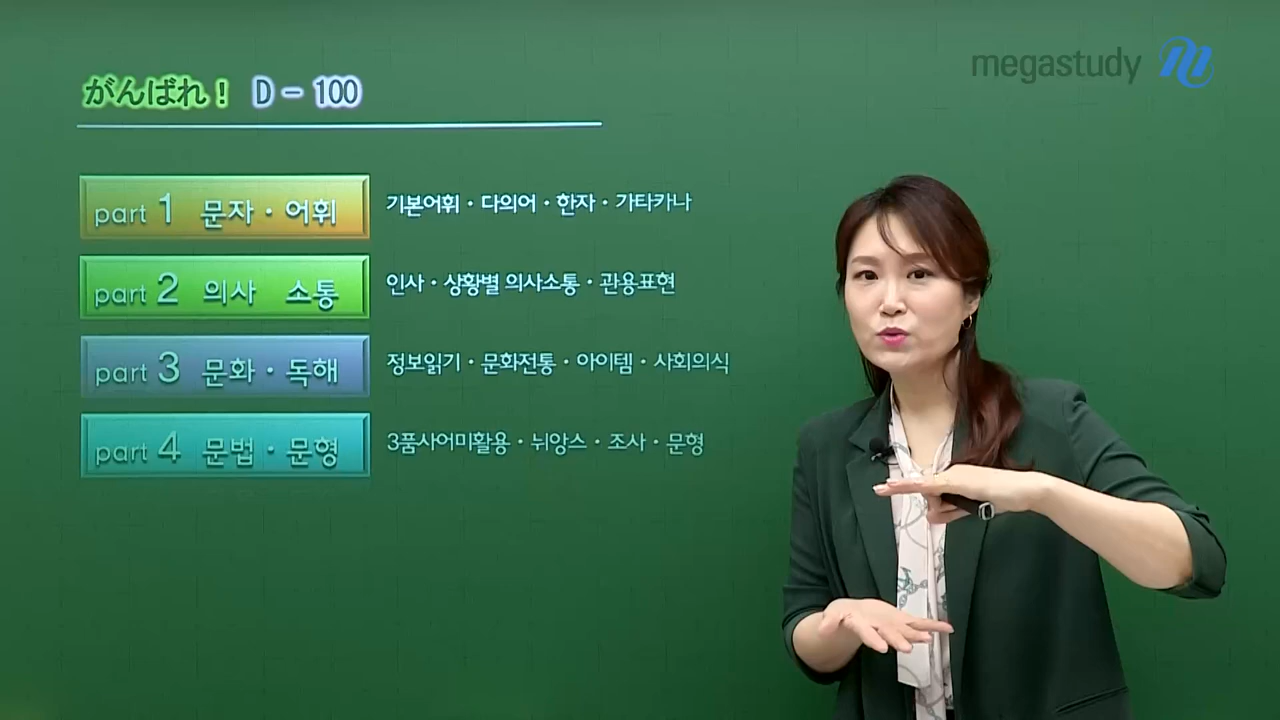 megastudy
がんばれ! D - 100
part 1 문자 · 어휘 기본어휘 · 다의어 · 한자 · 가타카나
part 2 의사 소통 인사 · 상황별 의사소통 · 관용표현
part 3 문화 · 독해 정보읽기 · 문화전통 · 아이템 · 사회의식
part 4 문법 · 문형 3품사어미활용 · 뉘앙스 · 조사 · 문형